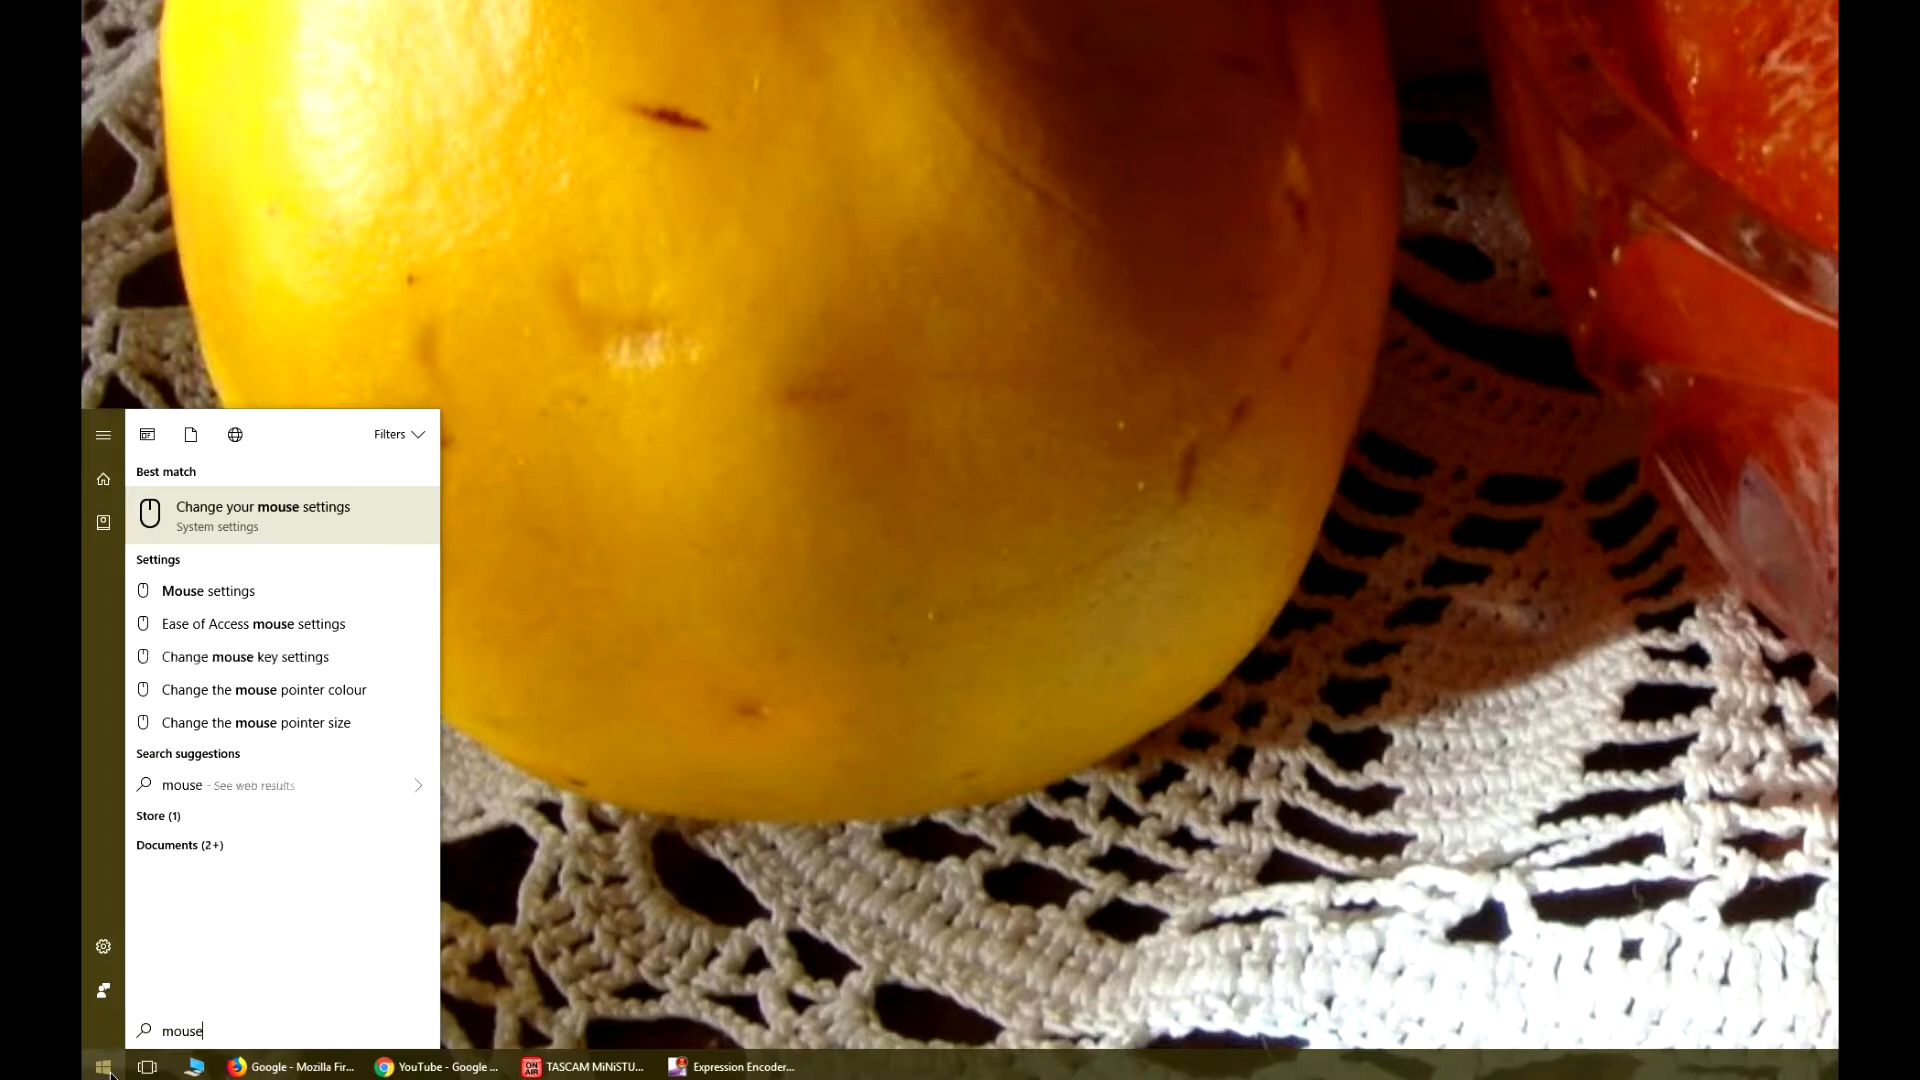 Filters
Best match
Change your mouse settings
System settings
Settings
Mouse settings
Ease of Access mouse settings
Change mouse key settings
Change the mouse pointer colour
Change the mouse pointer size
Search suggestions
mouse - See web results
Store (1)
Documents (2+)
mouse
Google - Mozilla Fir...
YouTube - Google ...
ON AIR
TASCAM MiNiSTU...
Expression Encoder...